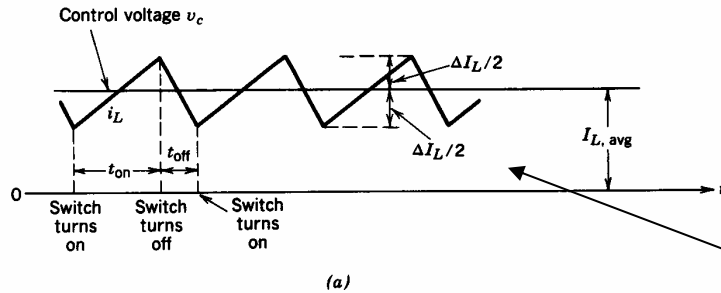 Control voltage v_c
ΔI_L/2
i_L
ΔI_L/2
I_L, avg
t_on
t_off
0
t
Switch turns on
Switch turns off
Switch turns on
(a)